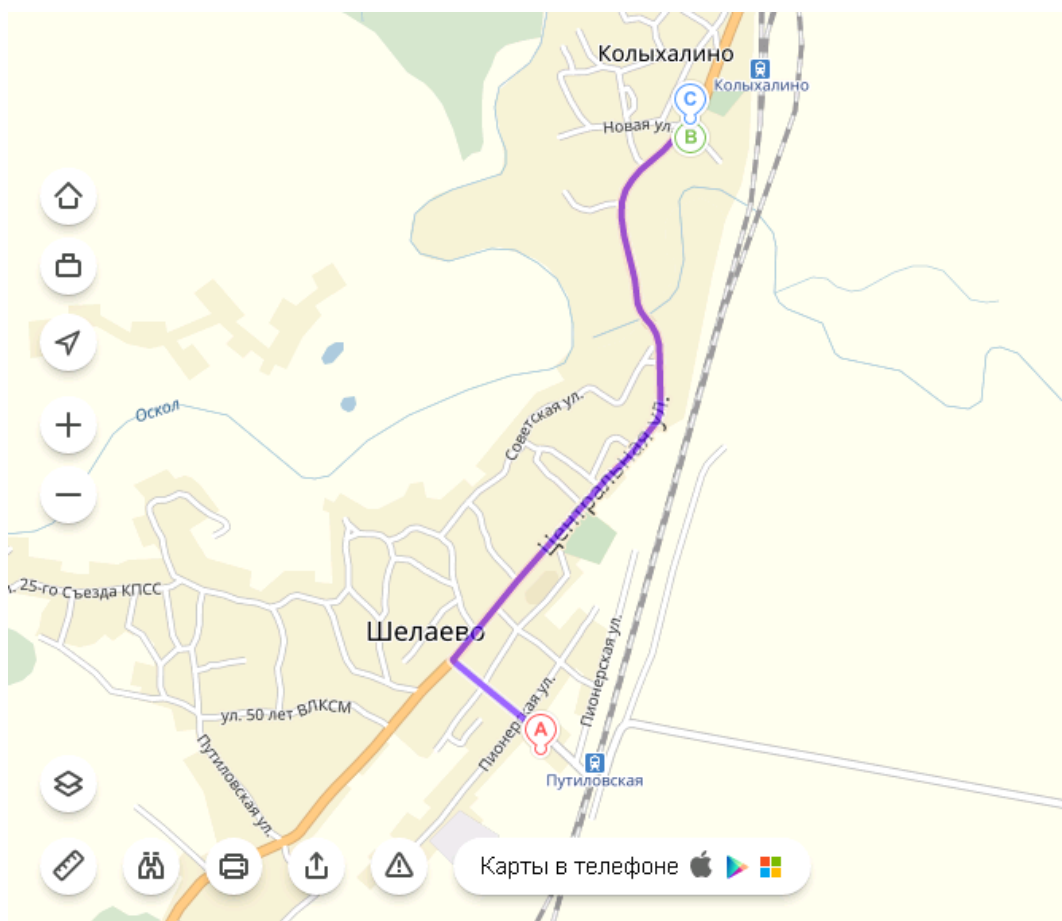 Колыхалино
Колыхалино
C
Новая ул.
B
Оскол
Советская ул.
Центральная ул.
25-го Съезда КПСС
Шелаево
Пионерская ул.
ул. 50 лет ВЛКСМ
A
Пионерская ул.
Путиловская ул.
Путиловская
Карты в телефоне